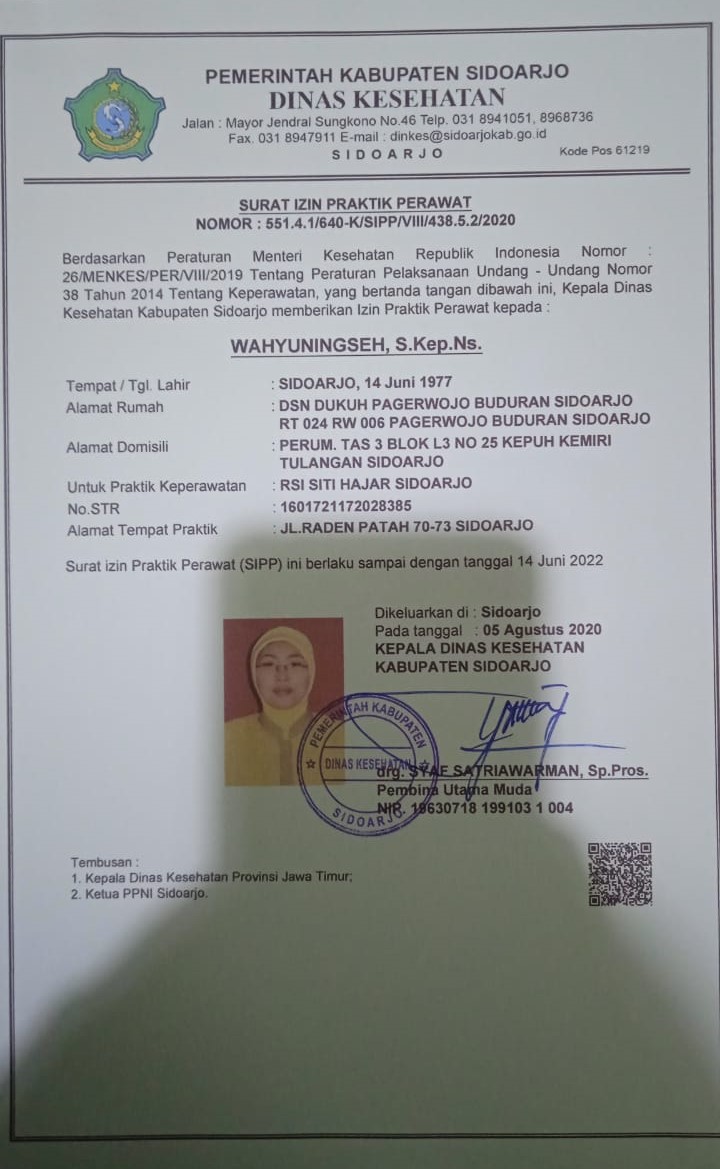 PEMERINTAH KABUPATEN SIDOARJO
DINAS KESEHATAN
Jalan : Mayor Jendral Sungkono No.46 Telp. 031 8941051, 8968736
Fax. 031 8947911 E-mail : dinkes@sidoarjokab.go.id
SIDOARJO
Kode Pos 61219
SURAT IZIN PRAKTIK PERAWAT
NOMOR : 551.4.1/640-K/SIPP/VIII/438.5.2/2020
Berdasarkan Peraturan Menteri Kesehatan Republik Indonesia Nomor :
26/MENKES/PER/VIII/2019 Tentang Peraturan Pelaksanaan Undang - Undang Nomor
38 Tahun 2014 Tentang Keperawatan, yang bertanda tangan dibawah ini, Kepala Dinas
Kesehatan Kabupaten Sidoarjo memberikan Izin Praktik Perawat kepada :
WAHYUNINGSEH, S.Kep.Ns.
Tempat / Tgl. Lahir : SIDOARJO, 14 Juni 1977
Alamat Rumah : DSN DUKUH PAGERWOJO BUDURAN SIDOARJO
RT 024 RW 006 PAGERWOJO BUDURAN SIDOARJO
Alamat Domisili : PERUM. TAS 3 BLOK L3 NO 25 KEPUH KEMIRI
TULANGAN SIDOARJO
Untuk Praktik Keperawatan : RSI SITI HAJAR SIDOARJO
No.STR : 1601721172028385
Alamat Tempat Praktik : JL.RADEN PATAH 70-73 SIDOARJO
Surat izin Praktik Perawat (SIPP) ini berlaku sampai dengan tanggal 14 Juni 2022
Dikeluarkan di : Sidoarjo
Pada tanggal : 05 Agustus 2020
KEPALA DINAS KESEHATAN
KABUPATEN SIDOARJO
PEMERINTAH KABUPATEN
DINAS KESEHATAN
SIDOARJO
drg. SYAF SATRIAWARMAN, Sp.Pros.
Pembina Utama Muda
NIP. 19630718 199103 1 004
Tembusan :
1. Kepala Dinas Kesehatan Provinsi Jawa Timur;
2. Ketua PPNI Sidoarjo.